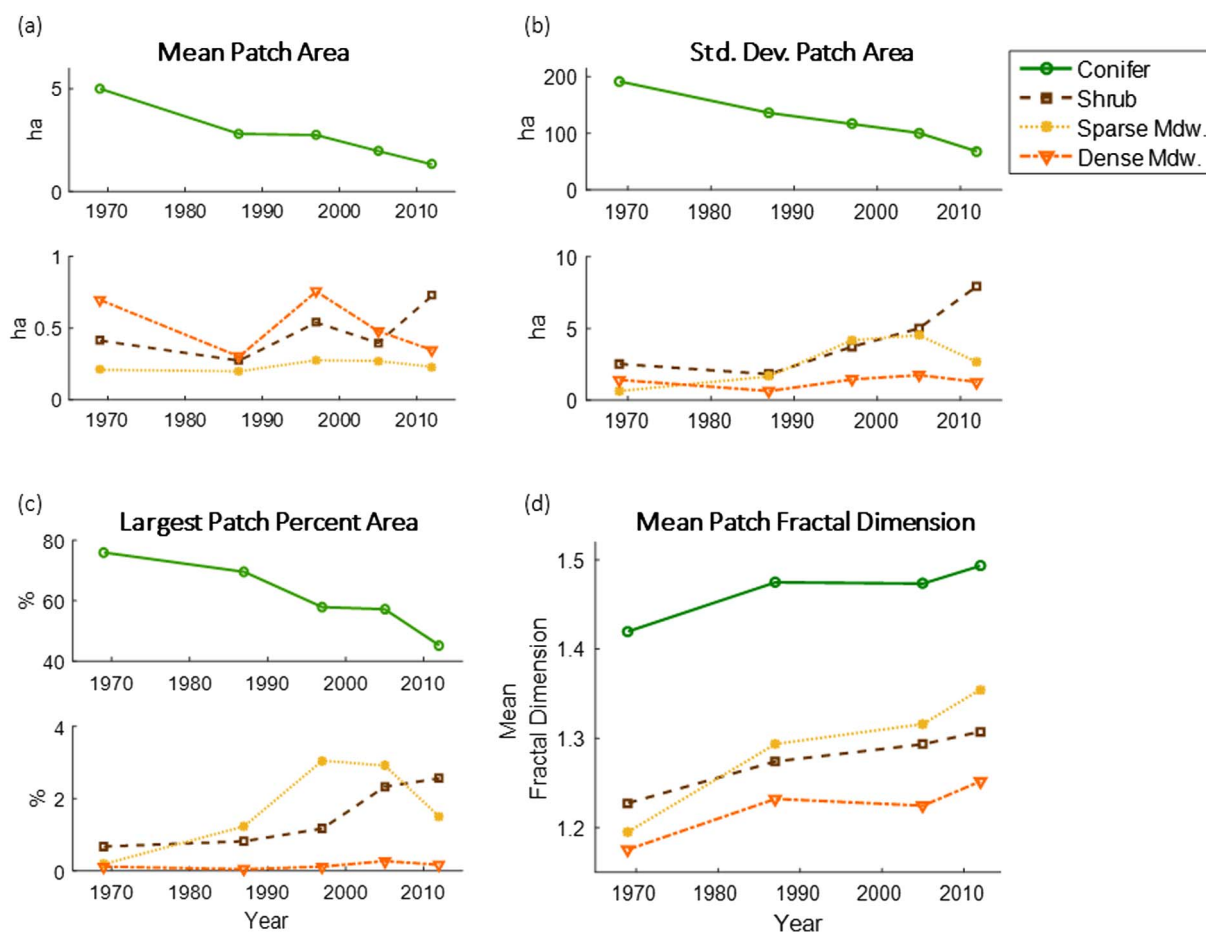 (a)
Mean Patch Area
5
0
ha
1970 1980 1990 2000 2010
1
0.5
0
ha
1970 1980 1990 2000 2010
(b)
Std. Dev. Patch Area
200
100
0
ha
1970 1980 1990 2000 2010
10
5
0
ha
1970 1980 1990 2000 2010
Conifer
Shrub
Sparse Mdw.
Dense Mdw.
(c)
Largest Patch Percent Area
80
60
40
%
1970 1980 1990 2000 2010
4
2
0
%
1970 1980 1990 2000 2010
Year
(d)
Mean Patch Fractal Dimension
1.5
1.4
1.3
1.2
Mean
Fractal Dimension
1970 1980 1990 2000 2010
Year